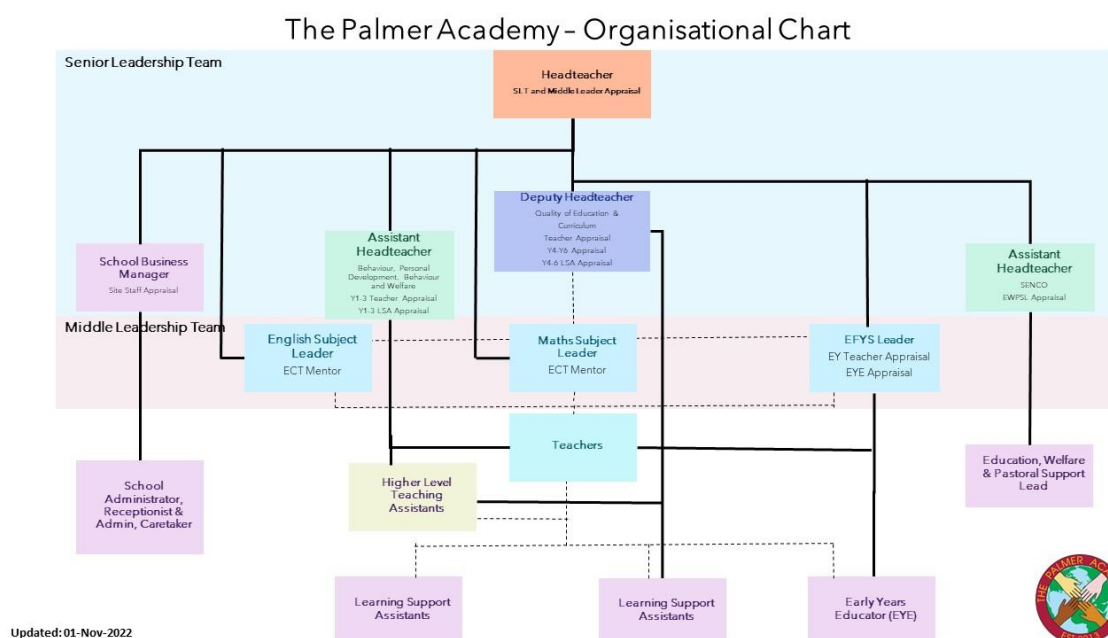 The Palmer Academy – Organisational Chart
Senior Leadership Team
Headteacher
SLT and Middle Leader Appraisal
Deputy Headteacher
Quality of Education &
Curriculum
Teacher Appraisal
Y4-Y6 Appraisal
Y4-6 LSA Appraisal
School Business
Manager
Site Staff Appraisal
Assistant
Headteacher
Behaviour, Personal
Development, Behaviour
and Welfare
Y1-3 Teacher Appraisal
Y1-3 LSA Appraisal
Assistant
Headteacher
SENCO
EWPSL Appraisal
Middle Leadership Team
English Subject
Leader
ECT Mentor
Maths Subject
Leader
ECT Mentor
EFYS Leader
EY Teacher Appraisal
EYE Appraisal
Teachers
School
Administrator,
Receptionist &
Admin, Caretaker
Higher Level
Teaching
Assistants
Education, Welfare
& Pastoral Support
Lead
Learning Support
Assistants
Learning Support
Assistants
Early Years
Educator (EYE)
THE PALMER
Updated: 01-Nov-2022